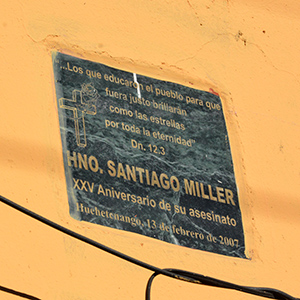 ...Los que educaron el pueblo para que
fuera justo brillarán
como las estrellas
por toda la eternidad"
Dn. 12.3
HNO. SANTIAGO MILLER
XXV Aniversario de su asesinato
Huehetenango, 13 de febrero de 2007